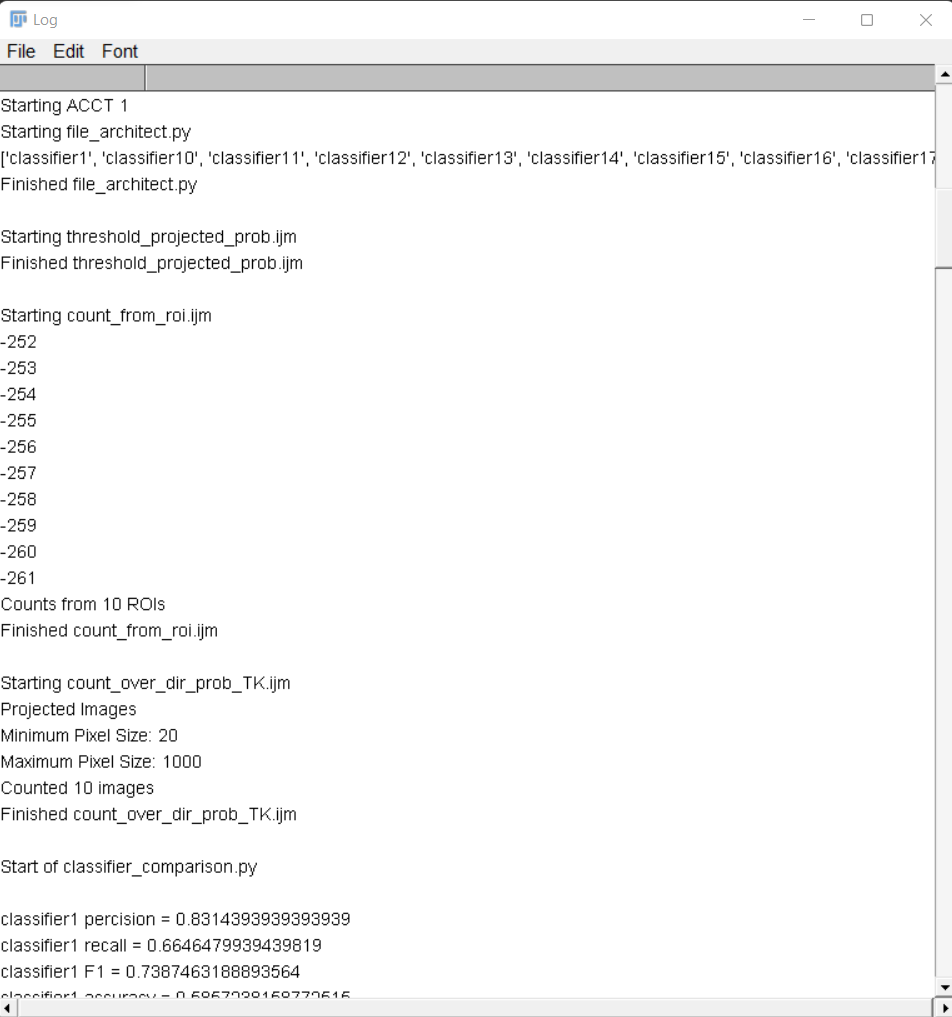 Log
File Edit Font
Starting ACCT 1
Starting file_architect.py
['classifier1', 'classifier10', 'classifier11', 'classifier12', 'classifier13', 'classifier14', 'classifier15', 'classifier16', 'classifier17
Finished file_architect.py
Starting threshold_projected_prob.ijm
Finished threshold_projected_prob.ijm
Starting count_from_roi.ijm
-252
-253
-254
-255
-256
-257
-258
-259
-260
-261
Counts from 10 ROIs
Finished count_from_roi.ijm
Starting count_over_dir_prob_TK.ijm
Projected Images
Minimum Pixel Size: 20
Maximum Pixel Size: 1000
Counted 10 images
Finished count_over_dir_prob_TK.ijm
Start of classifier_comparison.py
classifier1 percision = 0.8314393939393939
classifier1 recall = 0.6646479939439819
classifier1 F1 = 0.7387463188893564
classifier1 accuracy =